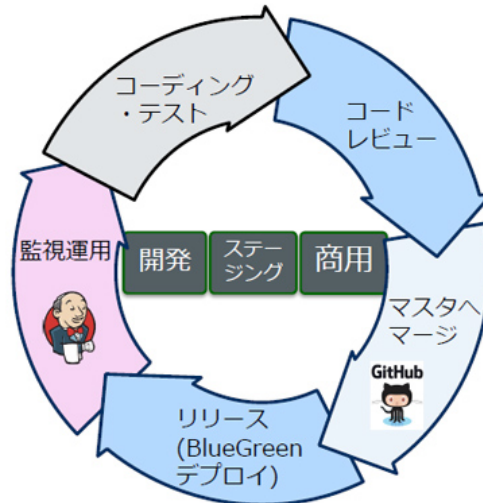 コーディング
・テスト
コード
レビュー
監視運用
開発
ステー
ジング
商用
マスタへ
マージ
GitHub
リリース
(BlueGreen
デプロイ)